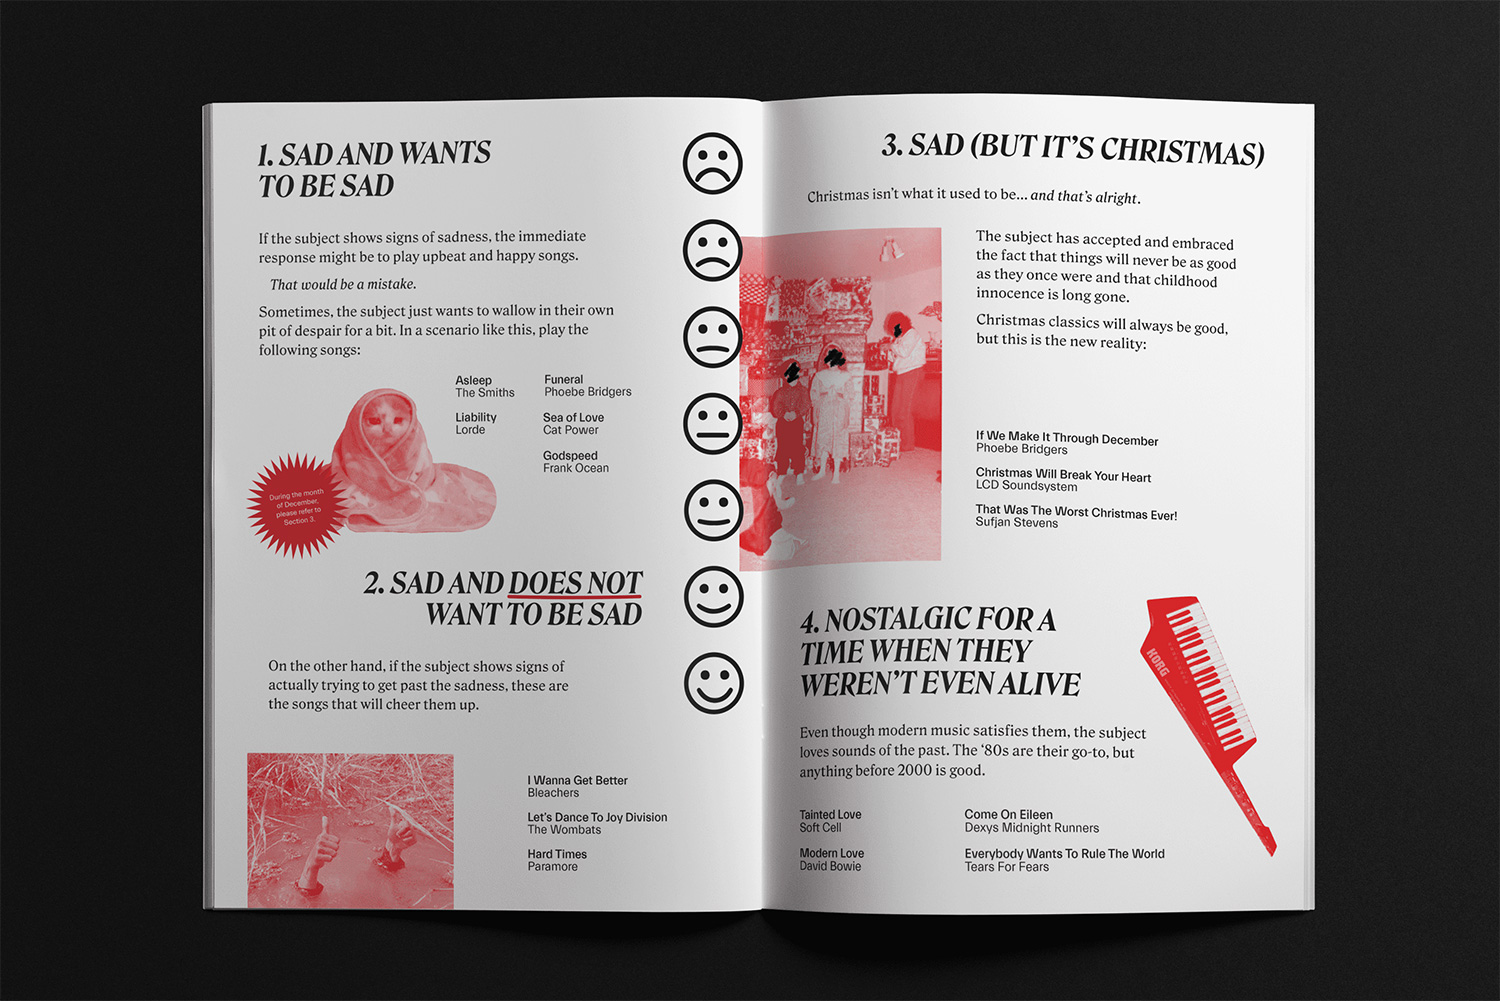 1. SAD AND WANTS
TO BE SAD
If the subject shows signs of sadness, the immediate
response might be to play upbeat and happy songs.
That would be a mistake.
Sometimes, the subject just wants to wallow in their own
pit of despair for a bit. In a scenario like this, play the
following songs:
Asleep
The Smiths
Liability
Lorde
Funeral
Phoebe Bridgers
Sea of Love
Cat Power
Godspeed
Frank Ocean
During the month
of December,
please refer to
Section 3.
2. SAD AND DOES NOT
WANT TO BE SAD
On the other hand, if the subject shows signs of
actually trying to get past the sadness, these are
the songs that will cheer them up.
I Wanna Get Better
Bleachers
Let's Dance To Joy Division
The Wombats
Hard Times
Paramore
3. SAD (BUT IT'S CHRISTMAS)
Christmas isn't what it used to be... and that's alright.
The subject has accepted and embraced
the fact that things will never be as good
as they once were and that childhood
innocence is long gone.
Christmas classics will always be good,
but this is the new reality:
If We Make It Through December
Phoebe Bridgers
Christmas Will Break Your Heart
LCD Soundsystem
That Was The Worst Christmas Ever!
Sufjan Stevens
4. NOSTALGIC FOR A
TIME WHEN THEY
WEREN'T EVEN ALIVE
KORG
Even though modern music satisfies them, the subject
loves sounds of the past. The ‘80s are their go-to, but
anything before 2000 is good.
Tainted Love
Soft Cell
Modern Love
David Bowie
Come On Eileen
Dexys Midnight Runners
Everybody Wants To Rule The World
Tears For Fears